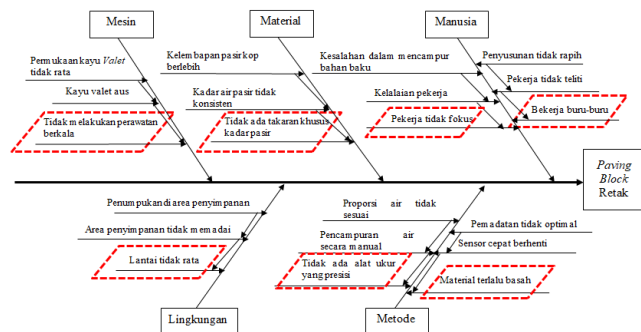 Mesin
Material
Manusia
Permukaan kayu Valet
tidak rata
Kayu valet aus
Tidak melakukan perawatan
berkala
Kelembapan pasir kop
berlebih
Kadar air pasir tidak
konsisten
Tidak ada takaran khusus
kadar pasir
Kesalahan dalam mencampur
bahan baku
Kelalaian pekerja
Pekerja tidak fokus
Penyusunan tidak rapih
Pekerja tidak teliti
Bekerja buru-buru
Paving
Block
Retak
Penumpukan di area penyimpanan
Area penyimpanan tidak memadai
Lantai tidak rata
Proporsi air tidak
sesuai
Pencampuran air
secara manual
Tidak ada alat ukur
yang presisi
Pemadatan tidak optimal
Sensor cepat berhenti
Material terlalu basah
Lingkungan
Metode